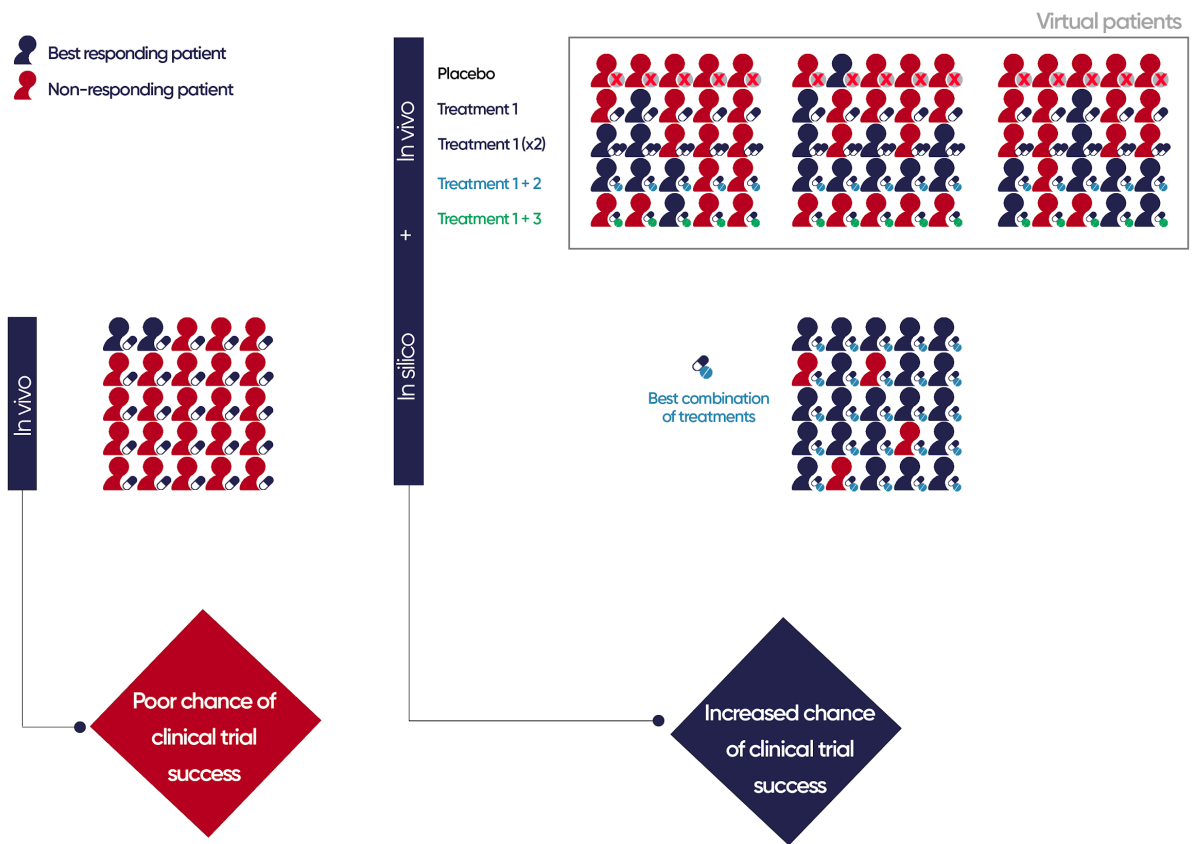 Virtual patients
Best responding patient
Non-responding patient
In vivo
+
In silico
Placebo
Treatment 1
Treatment 1 (x2)
Treatment 1 + 2
Treatment 1 + 3
In vivo
Best combination
of treatments
Poor chance of
clinical trial
success
Increased chance
of clinical trial
success